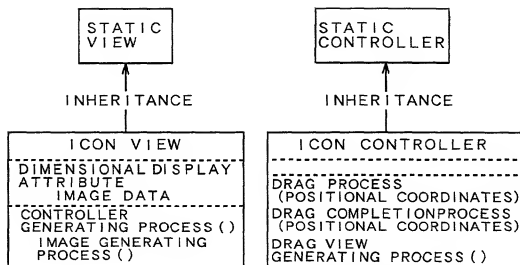 STATIC
VIEW
INHERITANCE
ICON VIEW
DIMENSIONAL DISPLAY
ATTRIBUTE
IMAGE DATA
CONTROLLER
GENERATING PROCESS()
IMAGE GENERATING
PROCESS()
STATIC
CONTROLLER
INHERITANCE
ICON CONTROLLER
DRAG PROCESS
(POSITIONAL COORDINATES)
DRAG COMPLETIONPROCESS
(POSITIONAL COORDINATES)
DRAG VIEW
GENERATING PROCESS()